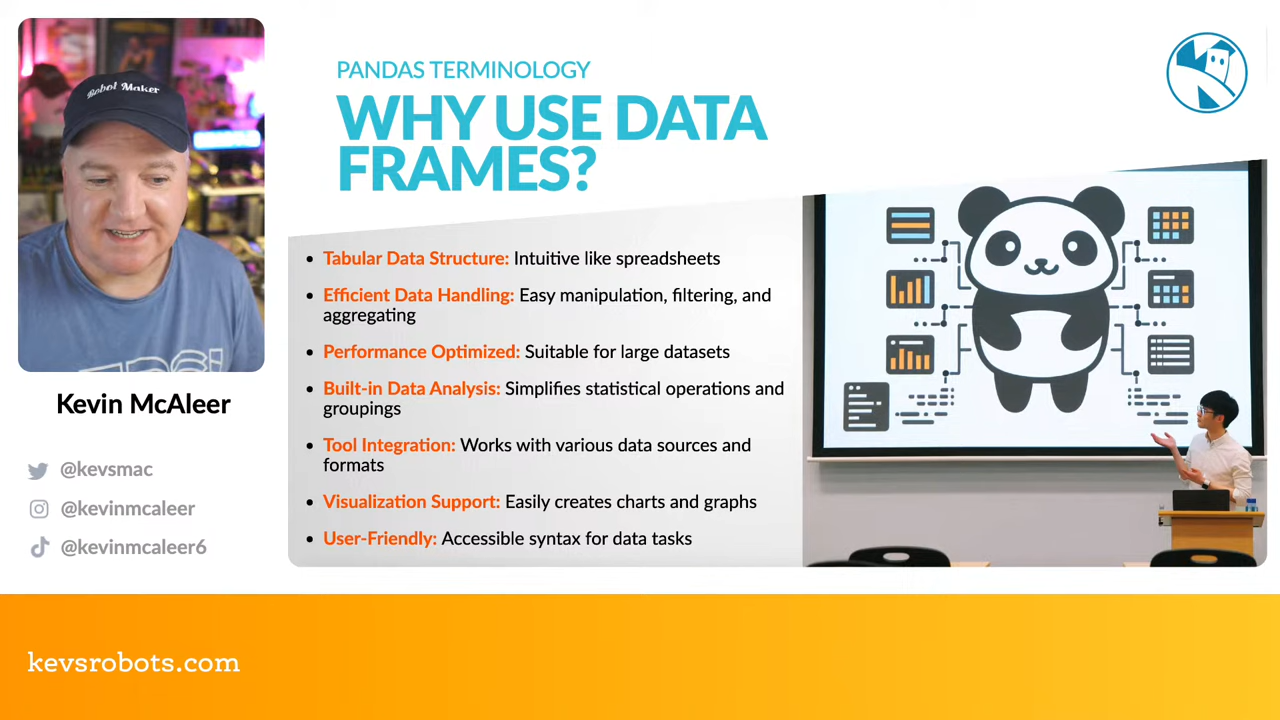 Robot Maker
Kevin McAleer
@kevsmac
@kevinmcaleer
@kevinmcaleer6
PANDAS TERMINOLOGY
WHY USE DATA
FRAMES?
• Tabular Data Structure: Intuitive like spreadsheets
• Efficient Data Handling: Easy manipulation, filtering, and
aggregating
• Performance Optimized: Suitable for large datasets
• Built-in Data Analysis: Simplifies statistical operations and
groupings
• Tool Integration: Works with various data sources and
formats
• Visualization Support: Easily creates charts and graphs
• User-Friendly: Accessible syntax for data tasks
kevsrobots.com